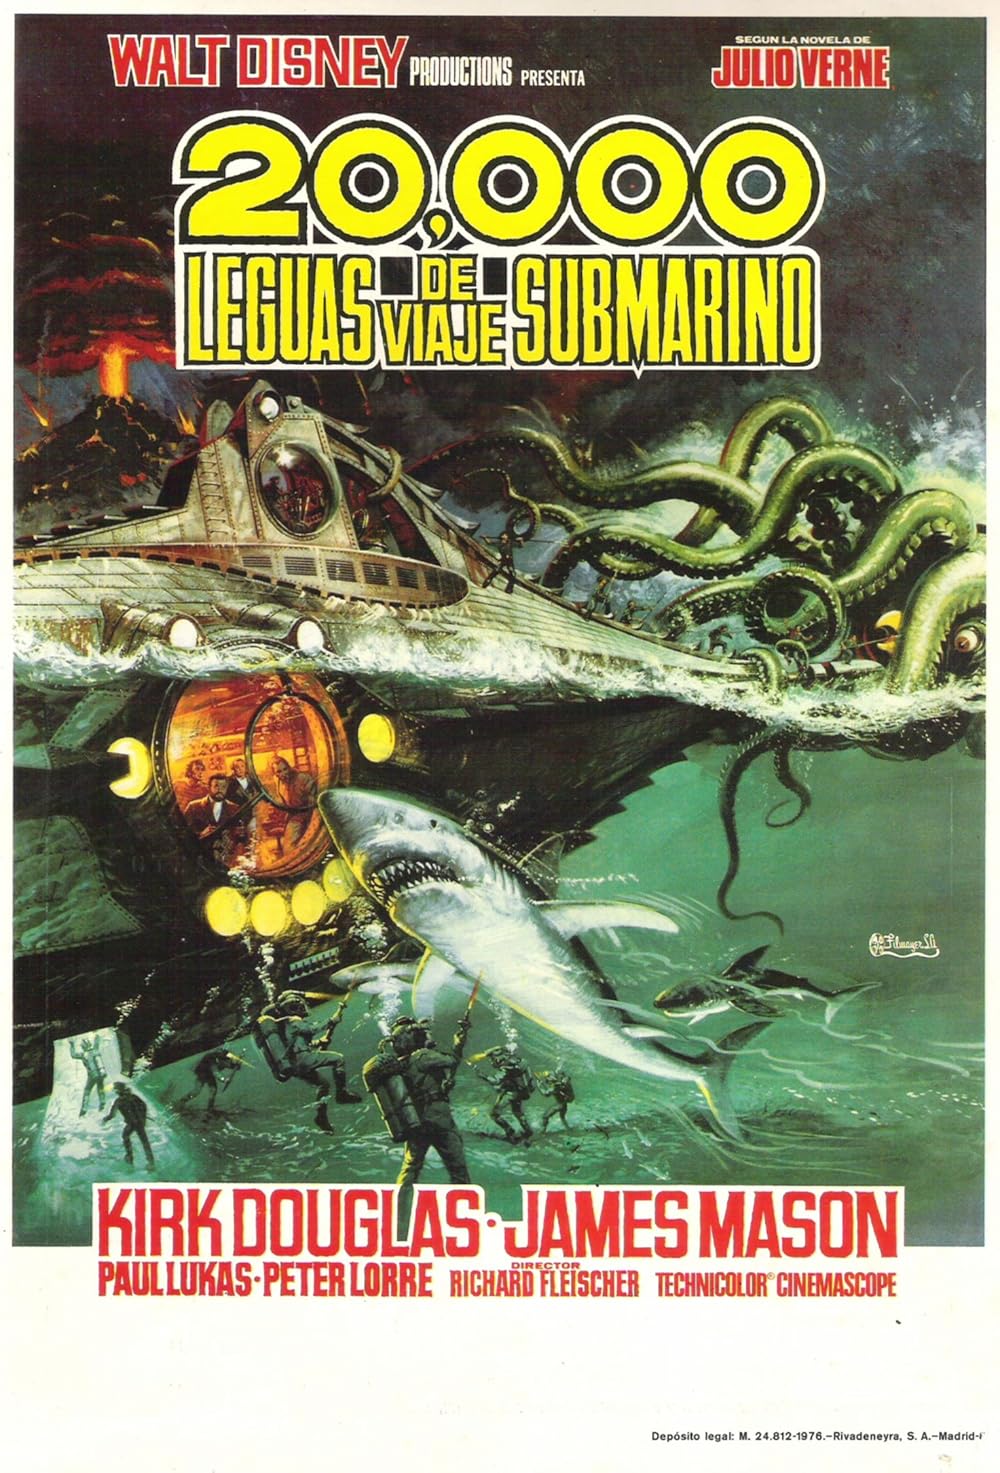 WALT DISNEY PRODUCTIONS PRESENTA
SEGUN LA NOVELA DE
JULIO VERNE
20,000
LEGUAS DE VIAJE SUBMARINO
Filmayer S.A.
KIRK DOUGLAS · JAMES MASON
PAUL LUKAS · PETER LORRE DIRECTOR RICHARD FLEISCHER TECHNICOLOR® CINEMASCOPE
Depósito legal: M. 24.812-1976.–Rivadeneyra, S. A.–Madrid-